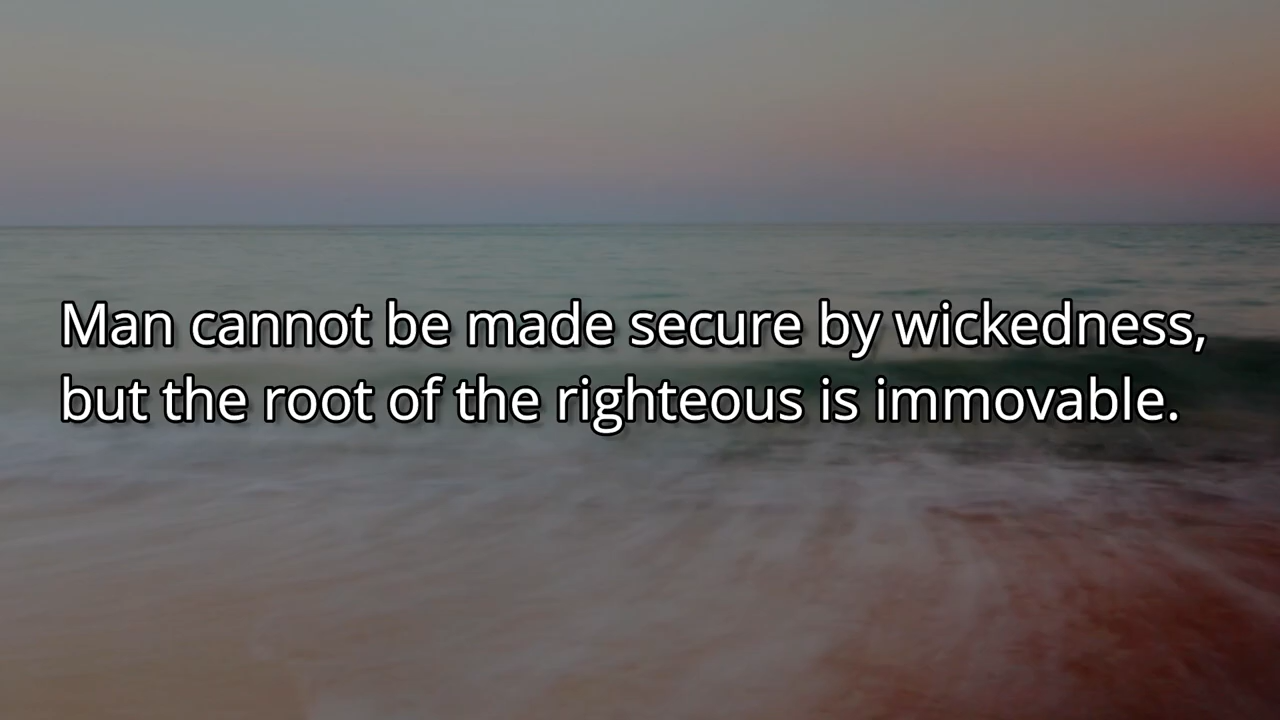 Man cannot be made secure by wickedness,
but the root of the righteous is immovable.